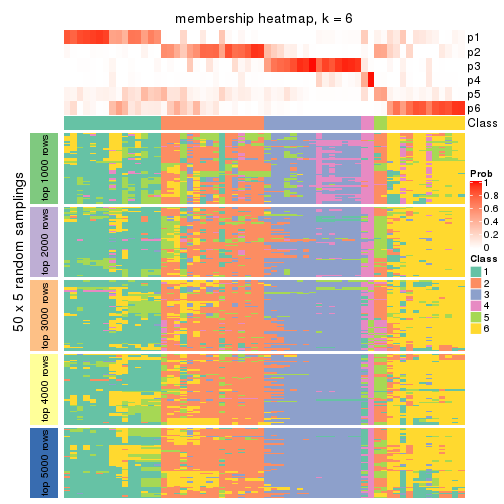 membership heatmap, k = 6
p1
p2
p3
p4
p5
p6
Class
50 x 5 random samplings
top 1000 rows
top 2000 rows
top 3000 rows
top 4000 rows
top 5000 rows
Prob
1
0.8
0.6
0.4
0.2
0
Class
1
2
3
4
5
6